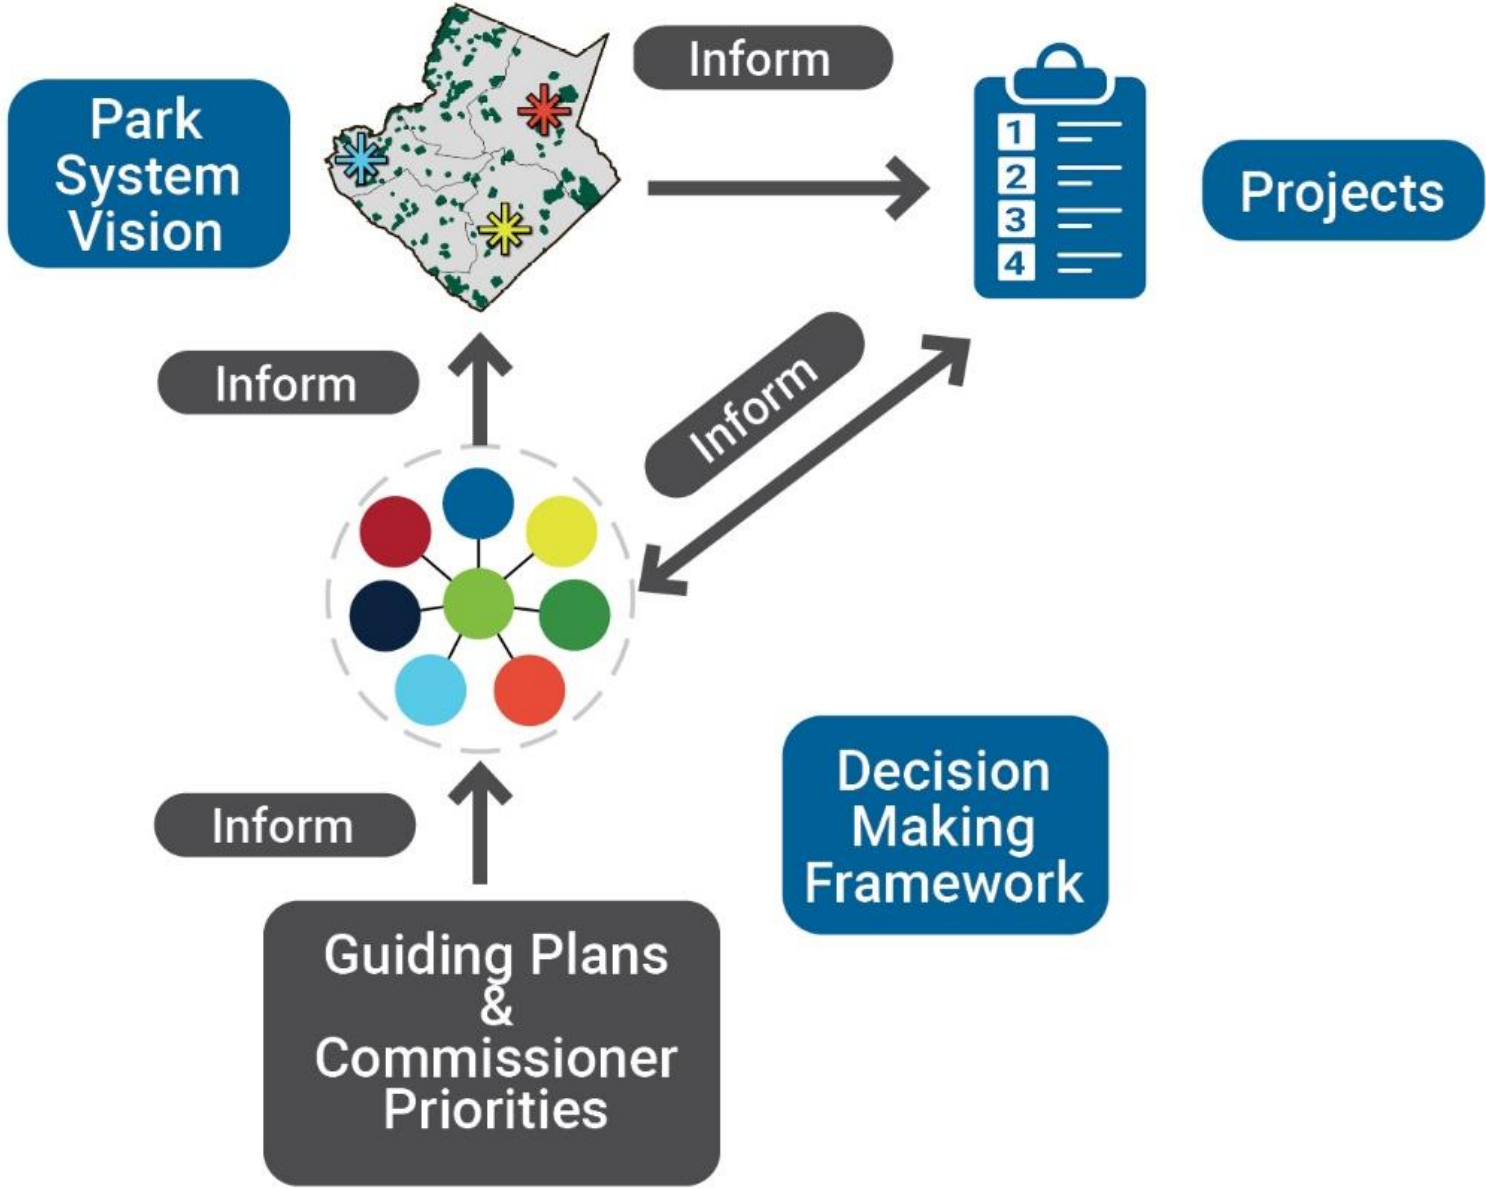 Inform
Park
System
Vision
1
2
3
4
Projects
Inform
Inform
Inform
Decision
Making
Framework
Guiding Plans
&
Commissioner
Priorities